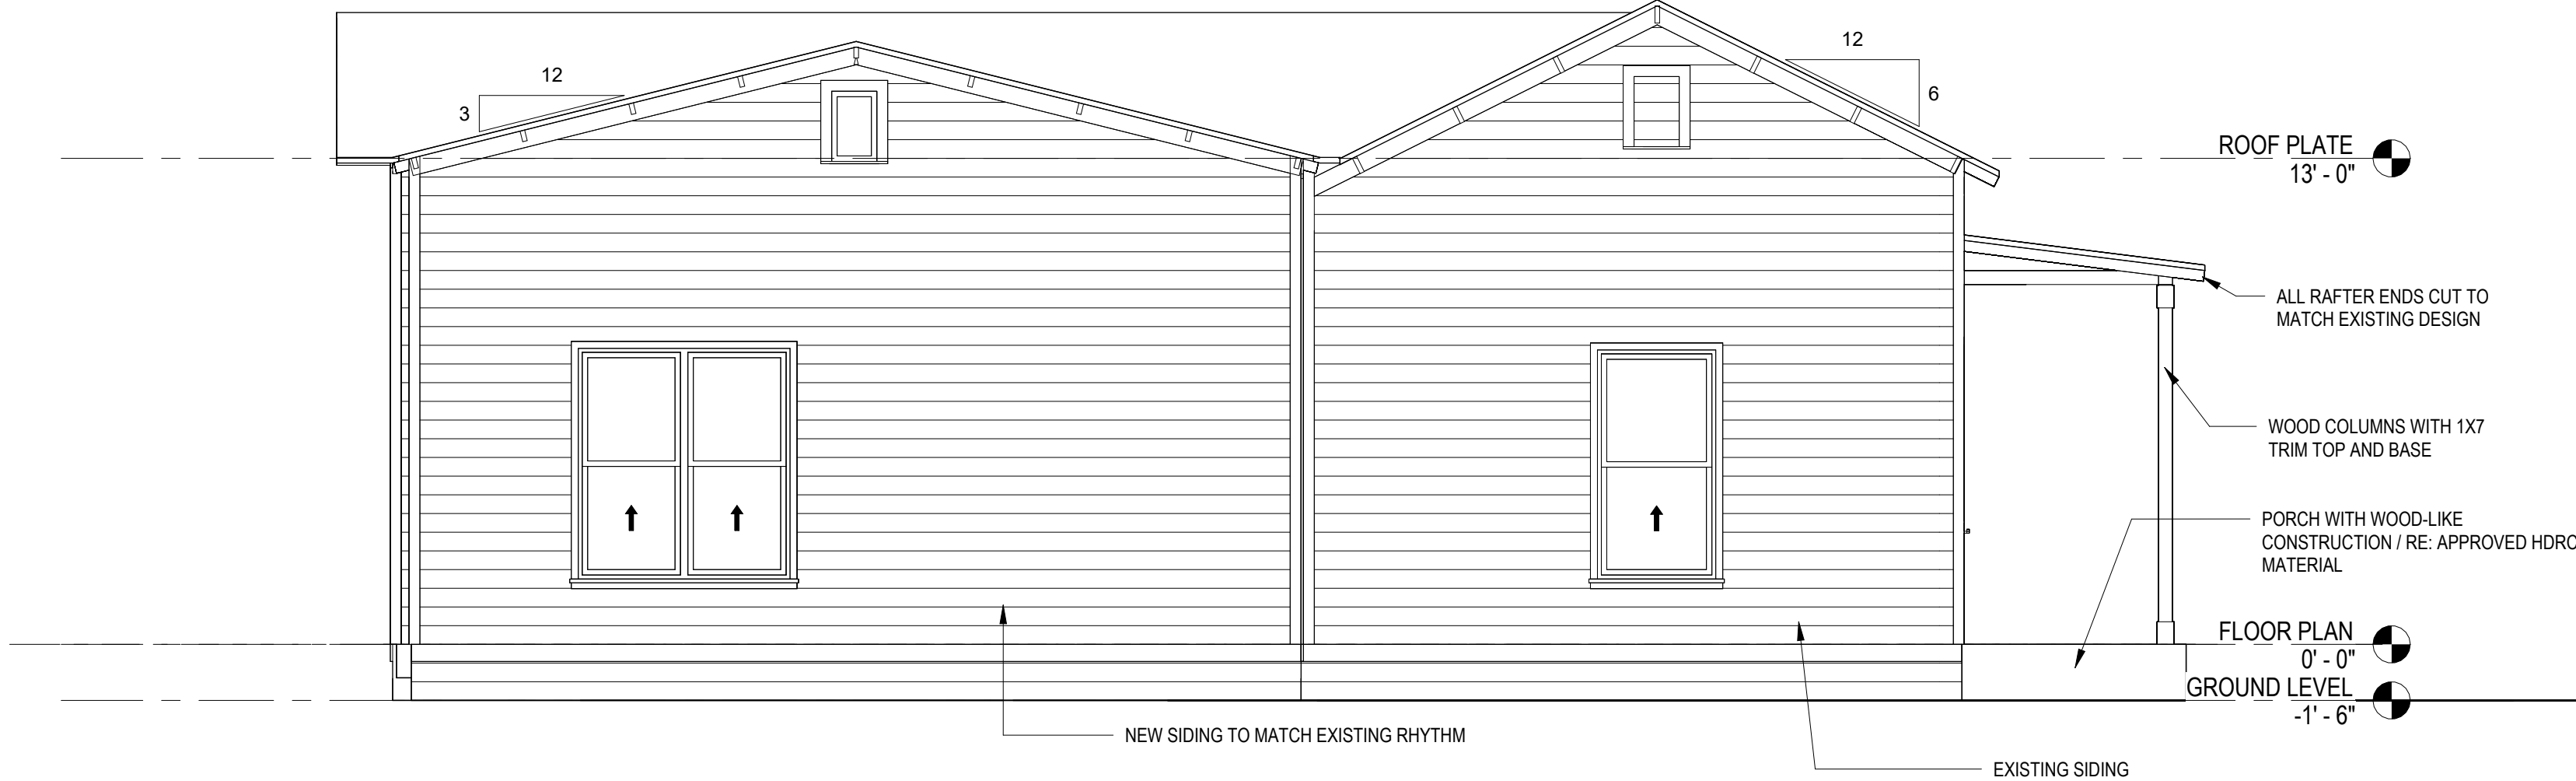 12
3
12
6
ROOF PLATE
13' - 0"
ALL RAFTER ENDS CUT TO
MATCH EXISTING DESIGN
WOOD COLUMNS WITH 1X7
TRIM TOP AND BASE
PORCH WITH WOOD-LIKE
CONSTRUCTION / RE: APPROVED HDRC
MATERIAL
FLOOR PLAN
0' - 0"
GROUND LEVEL
-1' - 6"
NEW SIDING TO MATCH EXISTING RHYTHM
EXISTING SIDING